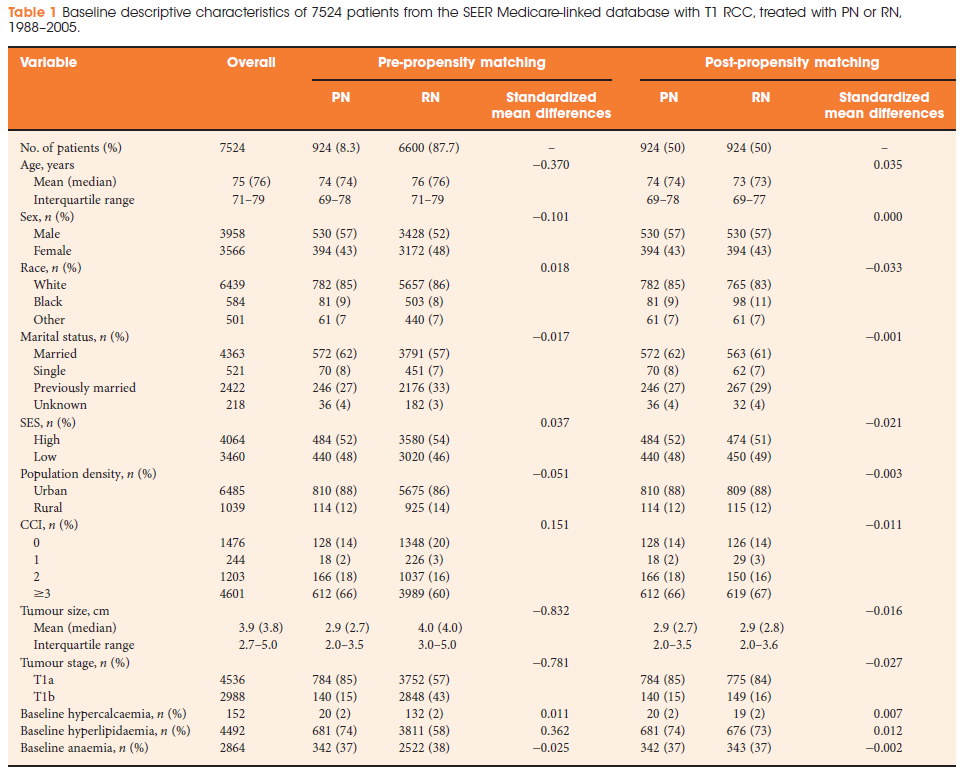 Table 1 Baseline descriptive characteristics of 7524 patients from the SEER Medicare-linked database with T1 RCC, treated with PN or RN,
1988–2005.
Variable Overall Pre-propensity matching Post-propensity matching
PN RN Standardized mean differences PN RN Standardized mean differences
No. of patients (%) 7524 924 (8.3) 6600 (87.7) – 924 (50) 924 (50) –
Age, years −0.370 0.035
Mean (median) 75 (76) 74 (74) 76 (76) 74 (74) 73 (73)
Interquartile range 71–79 69–78 71–79 69–78 69–77
Sex, n (%) −0.101 0.000
Male 3958 530 (57) 3428 (52) 530 (57) 530 (57)
Female 3566 394 (43) 3172 (48) 394 (43) 394 (43)
Race, n (%) 0.018 −0.033
White 6439 782 (85) 5657 (86) 782 (85) 765 (83)
Black 584 81 (9) 503 (8) 81 (9) 98 (11)
Other 501 61 (7 440 (7) 61 (7) 61 (7)
Marital status, n (%) −0.017 −0.001
Married 4363 572 (62) 3791 (57) 572 (62) 563 (61)
Single 521 70 (8) 451 (7) 70 (8) 62 (7)
Previously married 2422 246 (27) 2176 (33) 246 (27) 267 (29)
Unknown 218 36 (4) 182 (3) 36 (4) 32 (4)
SES, n (%) 0.037 −0.021
High 4064 484 (52) 3580 (54) 484 (52) 474 (51)
Low 3460 440 (48) 3020 (46) 440 (48) 450 (49)
Population density, n (%) −0.051 −0.003
Urban 6485 810 (88) 5675 (86) 810 (88) 809 (88)
Rural 1039 114 (12) 925 (14) 114 (12) 115 (12)
CCI, n (%) 0.151 −0.011
0 1476 128 (14) 1348 (20) 128 (14) 126 (14)
1 244 18 (2) 226 (3) 18 (2) 29 (3)
2 1203 166 (18) 1037 (16) 166 (18) 150 (16)
≥3 4601 612 (66) 3989 (60) 612 (66) 619 (67)
Tumour size, cm −0.832 −0.016
Mean (median) 3.9 (3.8) 2.9 (2.7) 4.0 (4.0) 2.9 (2.7) 2.9 (2.8)
Interquartile range 2.7–5.0 2.0–3.5 3.0–5.0 2.0–3.5 2.0–3.6
Tumour stage, n (%) −0.781 −0.027
T1a 4536 784 (85) 3752 (57) 784 (85) 775 (84)
T1b 2988 140 (15) 2848 (43) 140 (15) 149 (16)
Baseline hypercalcaemia, n (%) 152 20 (2) 132 (2) 0.011 20 (2) 19 (2) 0.007
Baseline hyperlipidaemia, n (%) 4492 681 (74) 3811 (58) 0.362 681 (74) 676 (73) 0.012
Baseline anaemia, n (%) 2864 342 (37) 2522 (38) −0.025 342 (37) 343 (37) −0.002